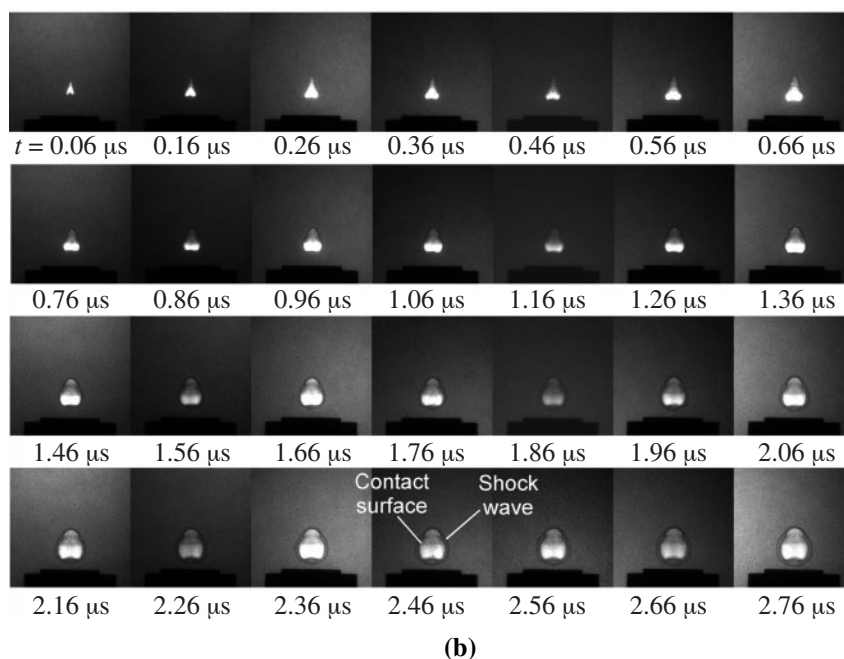 t = 0.06 μs 0.16 μs 0.26 μs 0.36 μs 0.46 μs 0.56 μs 0.66 μs
0.76 μs 0.86 μs 0.96 μs 1.06 μs 1.16 μs 1.26 μs 1.36 μs
1.46 μs 1.56 μs 1.66 μs 1.76 μs 1.86 μs 1.96 μs 2.06 μs
Contact Shock
surface wave
2.16 μs 2.26 μs 2.36 μs 2.46 μs 2.56 μs 2.66 μs 2.76 μs
(b)